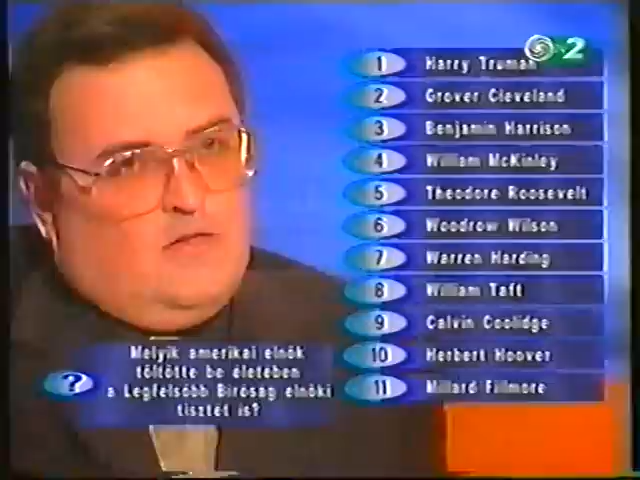 2
1 Harry Truman
2 Grover Cleveland
3 Benjamin Harrison
4 William McKinley
5 Theodore Roosevelt
6 Woodrow Wilson
7 Warren Harding
8 William Taft
9 Calvin Coolidge
10 Herbert Hoover
11 Millard Fillmore
?
Melyik amerikai elnök
töltötte be életében
a Legfelsőbb Bíróság elnöki
tisztét is?